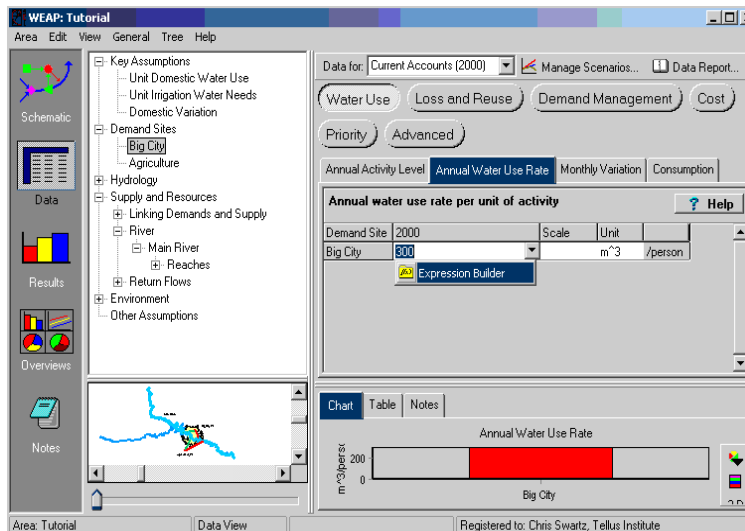 WEAP: Tutorial
Area Edit View General Tree Help
Schematic
Data
Results
Overviews
Notes
Key Assumptions
Unit Domestic Water Use
Unit Irrigation Water Needs
Domestic Variation
Demand Sites
Big City
Agriculture
Hydrology
Supply and Resources
Linking Demands and Supply
River
Main River
Reaches
Return Flows
Environment
Other Assumptions
Data for: Current Accounts (2000) Manage Scenarios... Data Report...
Water Use Loss and Reuse Demand Management Cost
Priority Advanced
Annual Activity Level Annual Water Use Rate Monthly Variation Consumption
Annual water use rate per unit of activity ? Help
Demand Site 2000 Scale Unit
Big City 300 m^3 /person
Expression Builder
Chart Table Notes
Annual Water Use Rate
m^3/perso
200
0
Big City
Area: Tutorial Data View Registered to: Chris Swartz, Tellus Institute